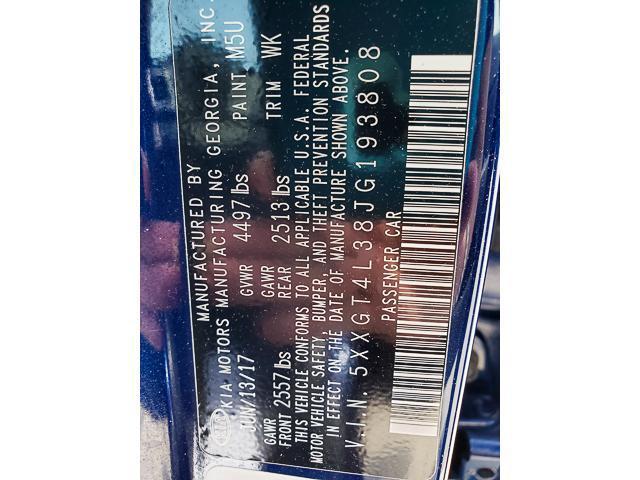 MANUFACTURED BY
KIA
KIA MOTORS MANUFACTURING GEORGIA, INC.
JUN/13/17 GVWR 4497 lbs PAINT M5U
GAWR FRONT 2557 lbs GAWR REAR 2513 lbs TRIM WK
THIS VEHICLE CONFORMS TO ALL APPLICABLE U.S.A. FEDERAL
MOTOR VEHICLE SAFETY, BUMPER, AND THEFT PREVENTION STANDARDS
IN EFFECT ON THE DATE OF MANUFACTURE SHOWN ABOVE.
V.I.N. 5XXGT4L38JG193808
PASSENGER CAR